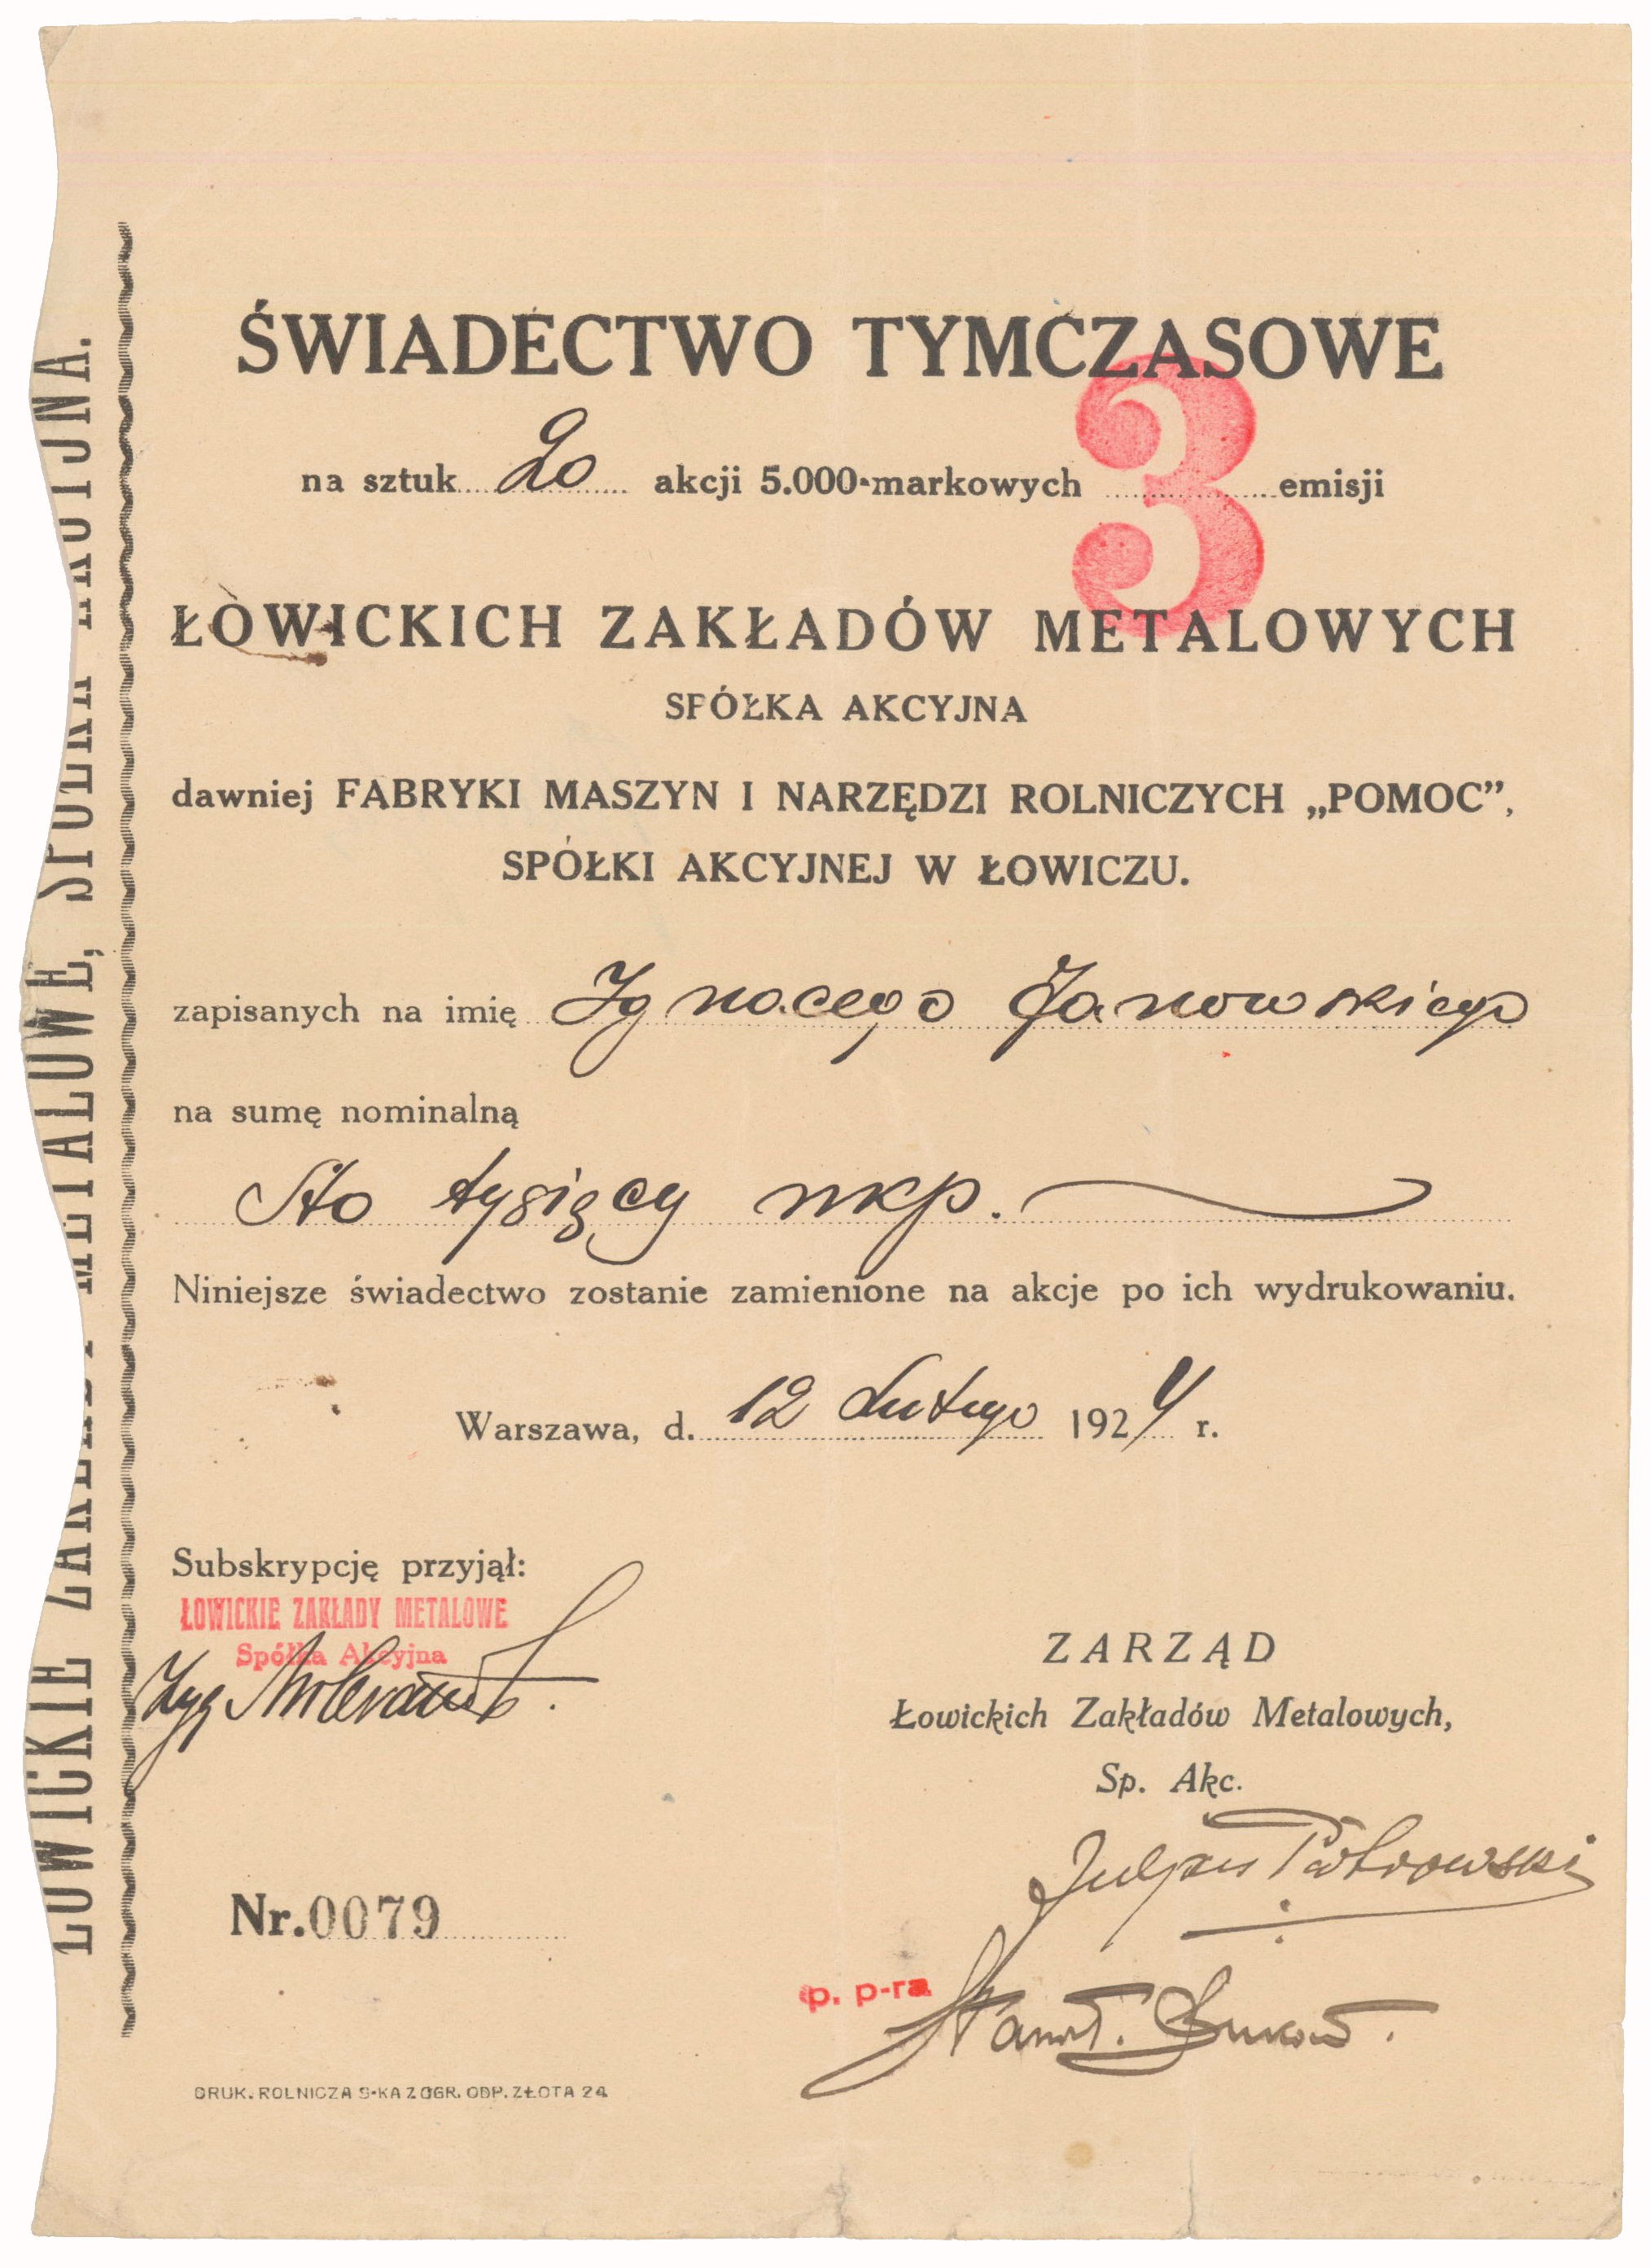 ŚWIADECTWO TYMCZASOWE
na sztuk 20 akcji 5.000-markowych 3 emisji
ŁOWICKICH ZAKŁADÓW METALOWYCH
SPÓŁKA AKCYJNA
dawniej FABRYKI MASZYN I NARZĘDZI ROLNICZYCH „POMOC”,
SPÓŁKI AKCYJNEJ W ŁOWICZU.
zapisanych na imię Ignacego Janowskiego
na sumę nominalną
Sto tysięcy mkp.
Niniejsze świadectwo zostanie zamienione na akcje po ich wydrukowaniu.
Warszawa, d. 12 Lutego 1924 r.
Subskrypcję przyjął:
ŁOWICKIE ZAKŁADY METALOWE
Spółka Akcyjna
Zyg
ZARZĄD
Łowickich Zakładów Metalowych,
Sp. Akc.
Juljan Piotrowski
Nr. 0079
p. p-ra
DRUK. ROLNICZA S-KA Z OGR. ODP. ZŁOTA 24
ŁOWICKIE ZAKŁADY METALOWE, SPÓŁKA AKCYJNA.